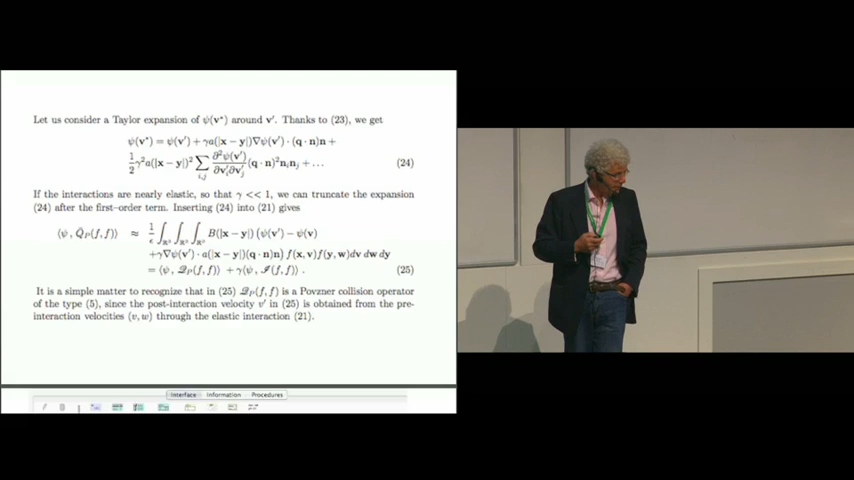 Let us consider a Taylor expansion of ψ(v*) around v′. Thanks to (23), we get
ψ(v*) = ψ(v′) + γa(|x − y|)∇ψ(v′) · (q · n)n +
1/2 γ²a(|x − y|)² ∑_{i,j} ∂²ψ(v′)/∂v′_i∂v′_j (q · n)²n_in_j + … (24)
If the interactions are nearly elastic, so that γ << 1, we can truncate the expansion
(24) after the first-order term. Inserting (24) into (21) gives
⟨ψ , Q̄_P(f, f)⟩ ≈ 1/ϵ ∫_{ℝ³} ∫_{ℝ³} ∫_{ℝ³} B(|x − y|) (ψ(v′) − ψ(v)
+γ∇ψ(v′) · a(|x − y|)(q · n)n) f(x, v)f(y, w)dv dw dy
= ⟨ψ , 𝒬_P(f, f)⟩ + γ⟨ψ , ℐ(f, f)⟩ . (25)
It is a simple matter to recognize that in (25) 𝒬_P(f, f) is a Povzner collision operator
of the type (5), since the post-interaction velocity v′ in (25) is obtained from the pre-
interaction velocities (v, w) through the elastic interaction (21).
Interface Information Procedures